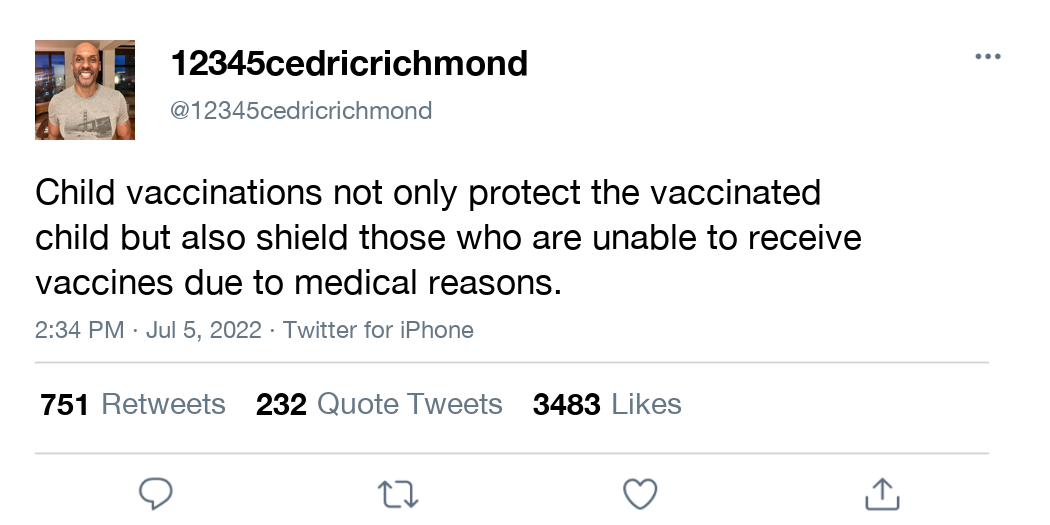 12345cedricrichmond
@12345cedricrichmond
Child vaccinations not only protect the vaccinated
child but also shield those who are unable to receive
vaccines due to medical reasons.
2:34 PM · Jul 5, 2022 · Twitter for iPhone
751 Retweets 232 Quote Tweets 3483 Likes